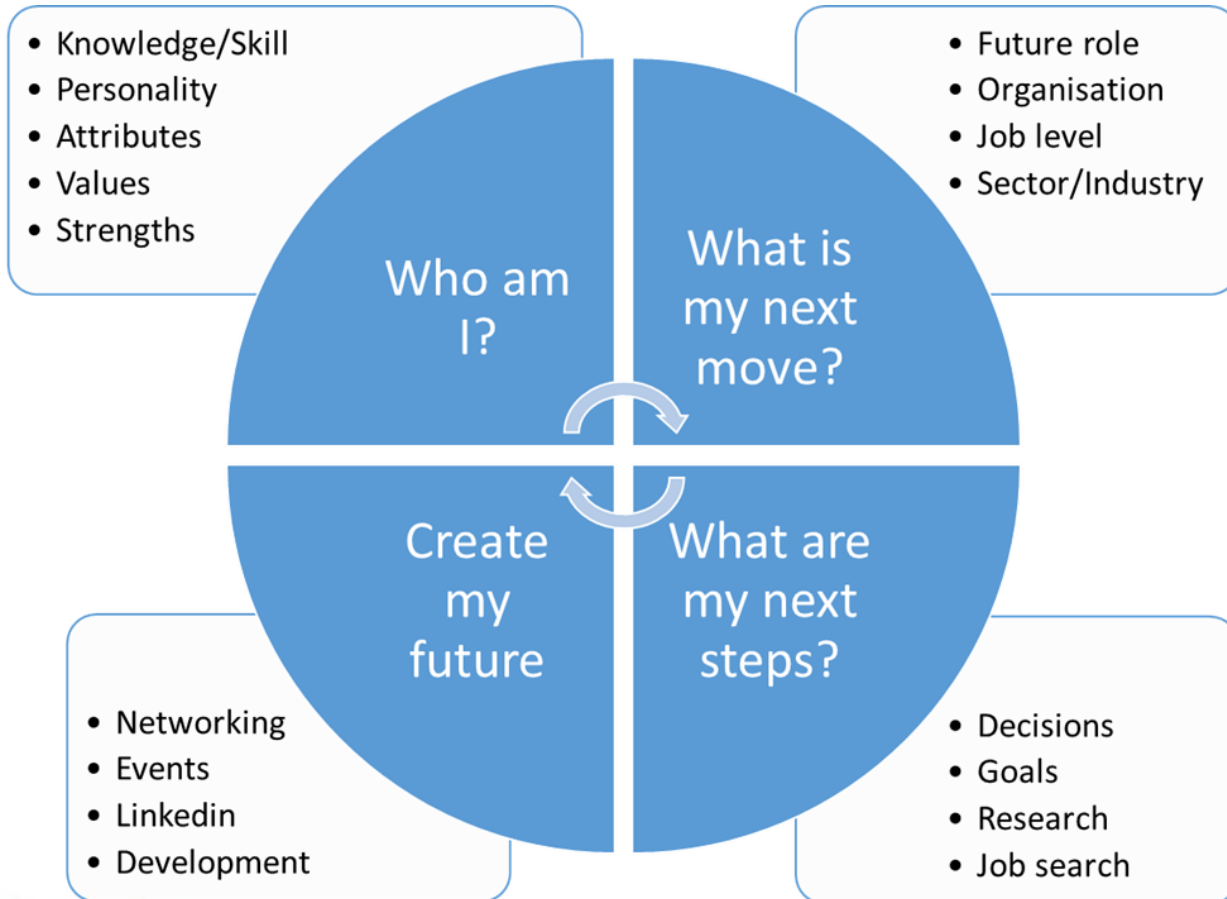 • Knowledge/Skill
• Personality
• Attributes
• Values
• Strengths
• Future role
• Organisation
• Job level
• Sector/Industry
Who am
I?
What is
my next
move?
Create
my
future
What are
my next
steps?
• Networking
• Events
• Linkedin
• Development
• Decisions
• Goals
• Research
• Job search